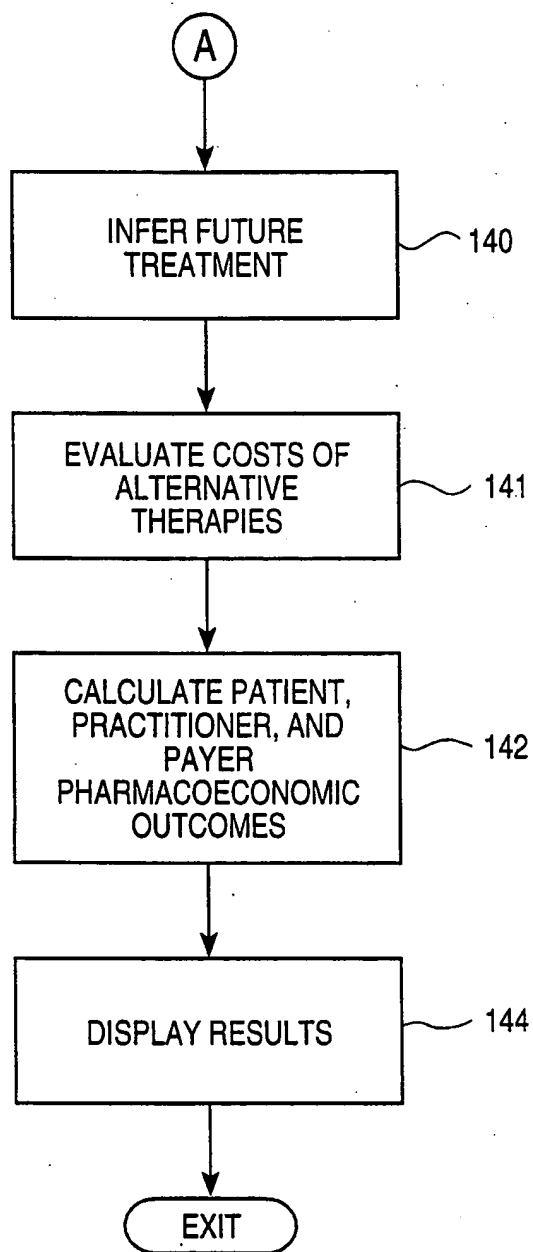 A
INFER FUTURE
TREATMENT
140
EVALUATE COSTS OF
ALTERNATIVE
THERAPIES
141
CALCULATE PATIENT,
PRACTITIONER, AND
PAYER
PHARMACOECONOMIC
OUTCOMES
142
DISPLAY RESULTS
144
EXIT